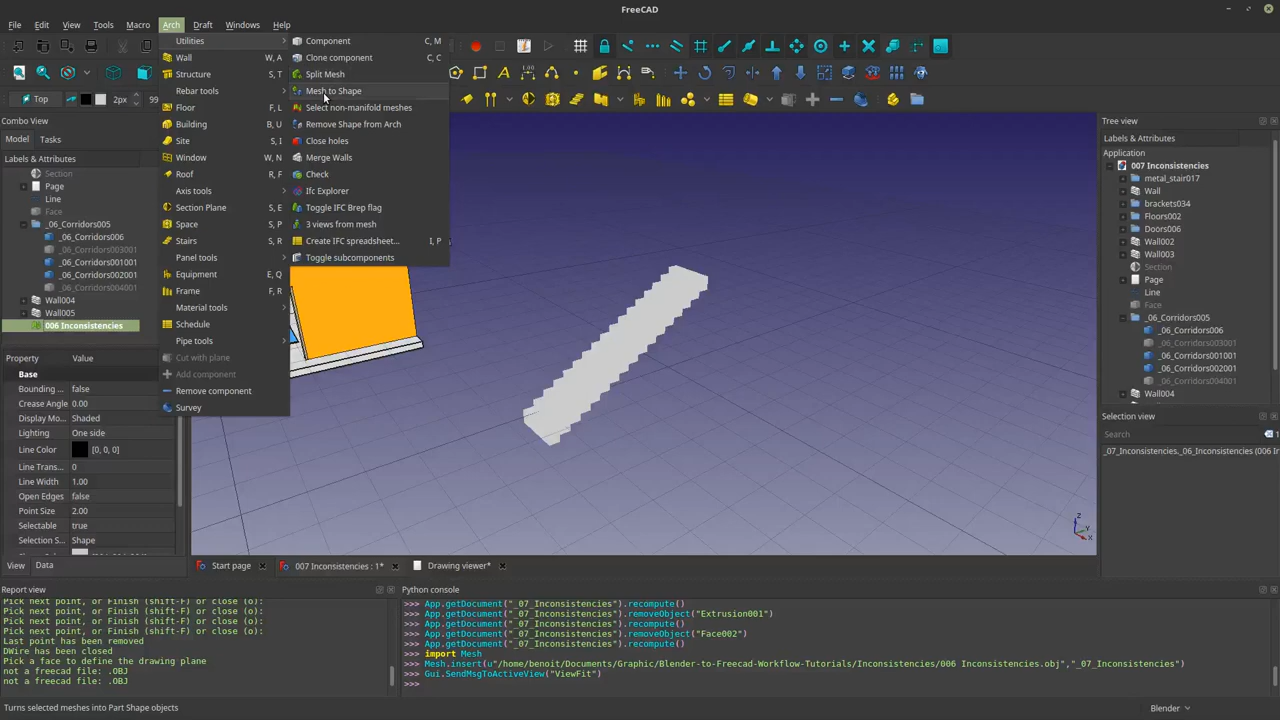 FreeCAD
File Edit View Tools Macro Arch Draft Windows Help
Top 2px 99
Utilities
Wall W, A
Structure S, T
Rebar tools
Floor F, L
Building B, U
Site S, I
Window W, N
Roof R, F
Axis tools
Section Plane S, E
Space S, P
Stairs S, R
Panel tools
Equipment E, Q
Frame F, R
Material tools
Schedule
Pipe tools
Cut with plane
Add component
Remove component
Survey
Component C, M
Clone component C, C
Split Mesh
Mesh to Shape
Select non-manifold meshes
Remove Shape from Arch
Close holes
Merge Walls
Check
Ifc Explorer
Toggle IFC Brep flag
3 views from mesh
Create IFC spreadsheet... I, P
Toggle subcomponents
Combo View
Model Tasks
Labels & Attributes
Section
Page
Line
Face
_06_Corridors005
_06_Corridors006
_06_Corridors003001
_06_Corridors001001
_06_Corridors002001
_06_Corridors004001
Wall004
Wall005
006 Inconsistencies
Property Value
Base
Bounding ... false
Crease Angle 0.00
Display Mo... Shaded
Lighting One side
Line Color [0, 0, 0]
Line Trans... 0
Line Width 1.00
Open Edges false
Point Size 2.00
Selectable true
Selection S... Shape
View Data
Tree view
Labels & Attributes
Application
007 Inconsistencies
metal_stair017
Wall
brackets034
Floors002
Doors006
Wall002
Wall003
Section
Page
Line
Face
_06_Corridors005
_06_Corridors006
_06_Corridors003001
_06_Corridors001001
_06_Corridors002001
_06_Corridors004001
Wall004
Selection view
Search 1
_07_Inconsistencies._06_Inconsistencies (006 I
Z
Y
X
Start page 007 Inconsistencies : 1* Drawing viewer*
Report view
Pick next point, or Finish (shift-F) or close (o):
Pick next point, or Finish (shift-F) or close (o):
Pick next point, or Finish (shift-F) or close (o):
Pick next point, or Finish (shift-F) or close (o):
Last point has been removed
DWire has been closed
Pick a face to define the drawing plane
not a freecad file: .OBJ
not a freecad file: .OBJ
Python console
>>> App.getDocument("_07_Inconsistencies").recompute()
>>> App.getDocument("_07_Inconsistencies").removeObject("Extrusion001")
>>> App.getDocument("_07_Inconsistencies").recompute()
>>> App.getDocument("_07_Inconsistencies").removeObject("Face002")
>>> App.getDocument("_07_Inconsistencies").recompute()
>>> import Mesh
>>> Mesh.insert(u"/home/benoit/Documents/Graphic/Blender-to-Freecad-Workflow-Tutorials/Inconsistencies/006 Inconsistencies.obj","_07_Inconsistencies")
>>> Gui.SendMsgToActiveView("ViewFit")
>>>
Turns selected meshes into Part Shape objects
Blender